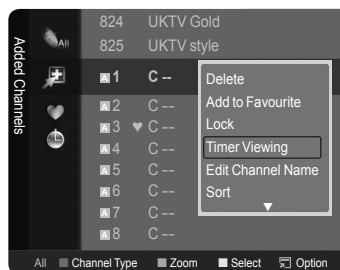 Added Channels
All
824 UKTV Gold
825 UKTV style
A 1 C --
A 2 C --
A 3 ♥ C --
A 4 C --
A 5 C --
A 6 C --
A 7 C --
A 8 C --
Delete
Add to Favourite
Lock
Timer Viewing
Edit Channel Name
Sort
▼
All Channel Type Zoom Select Option